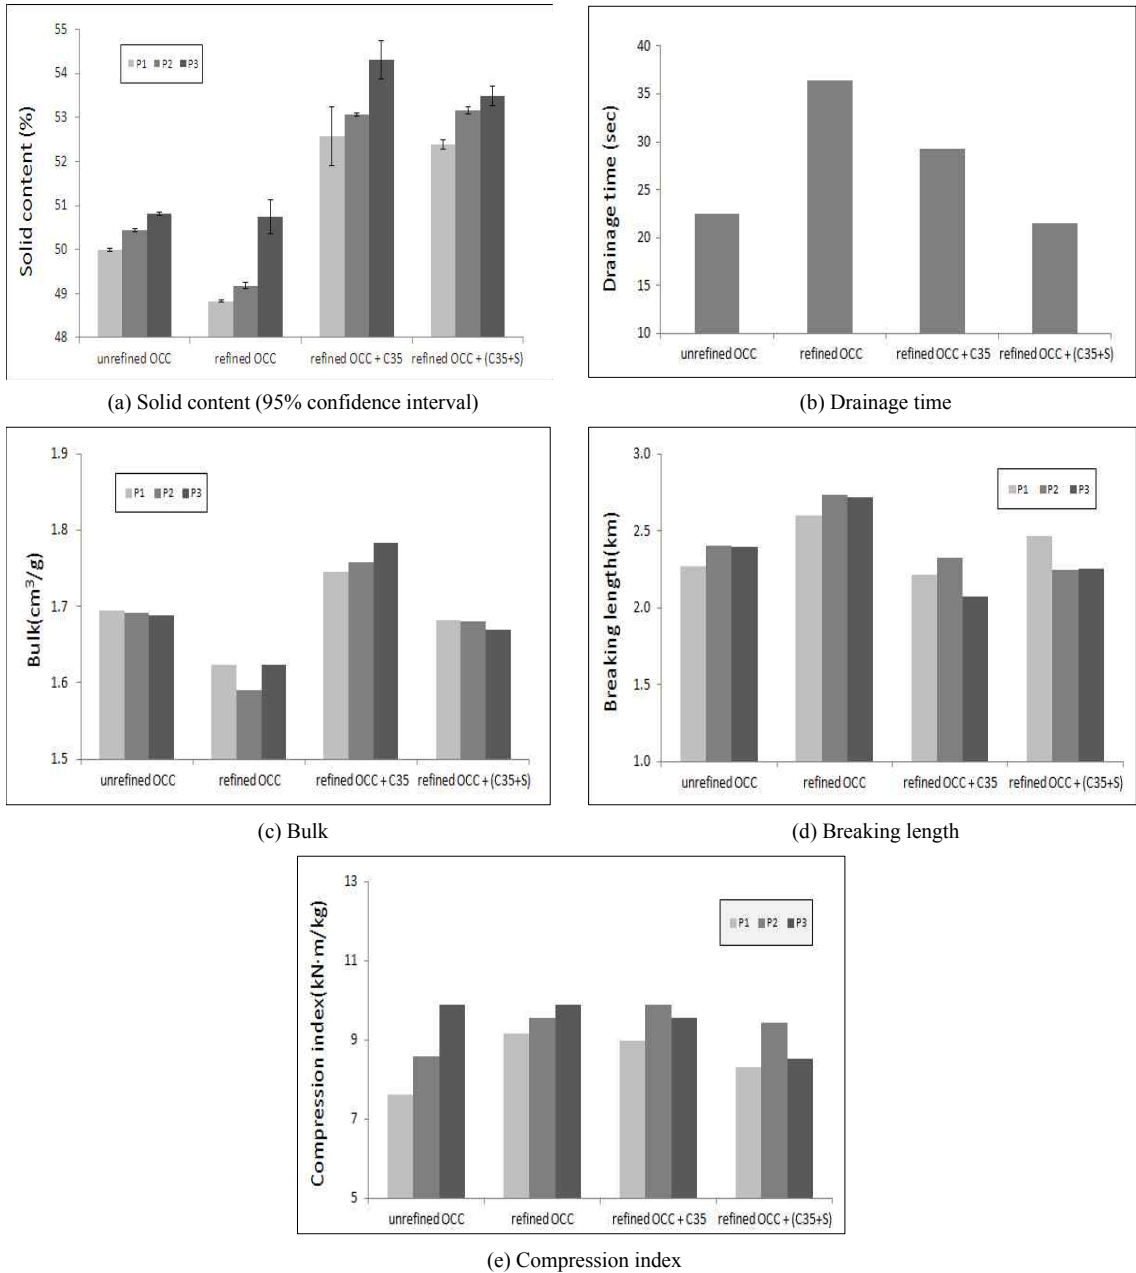 55
54
53
52
51
50
49
48
Solid content (%)
P1 P2 P3
unrefined OCC refined OCC refined OCC + C35 refined OCC + (C35+S)
(a) Solid content (95% confidence interval)
40
35
30
25
20
15
10
Drainage time (sec)
unrefined OCC refined OCC refined OCC + C35 refined OCC + (C35+S)
(b) Drainage time
1.9
1.8
1.7
1.6
1.5
Bulk(cm³/g)
P1 P2 P3
unrefined OCC refined OCC refined OCC + C35 refined OCC + (C35+S)
(c) Bulk
3.0
2.5
2.0
1.5
1.0
Breaking length(km)
P1 P2 P3
unrefined OCC refined OCC refined OCC + C35 refined OCC + (C35+S)
(d) Breaking length
13
11
9
7
5
Compression index(kN·m/kg)
P1 P2 P3
unrefined OCC refined OCC refined OCC + C35 refined OCC + (C35+S)
(e) Compression index